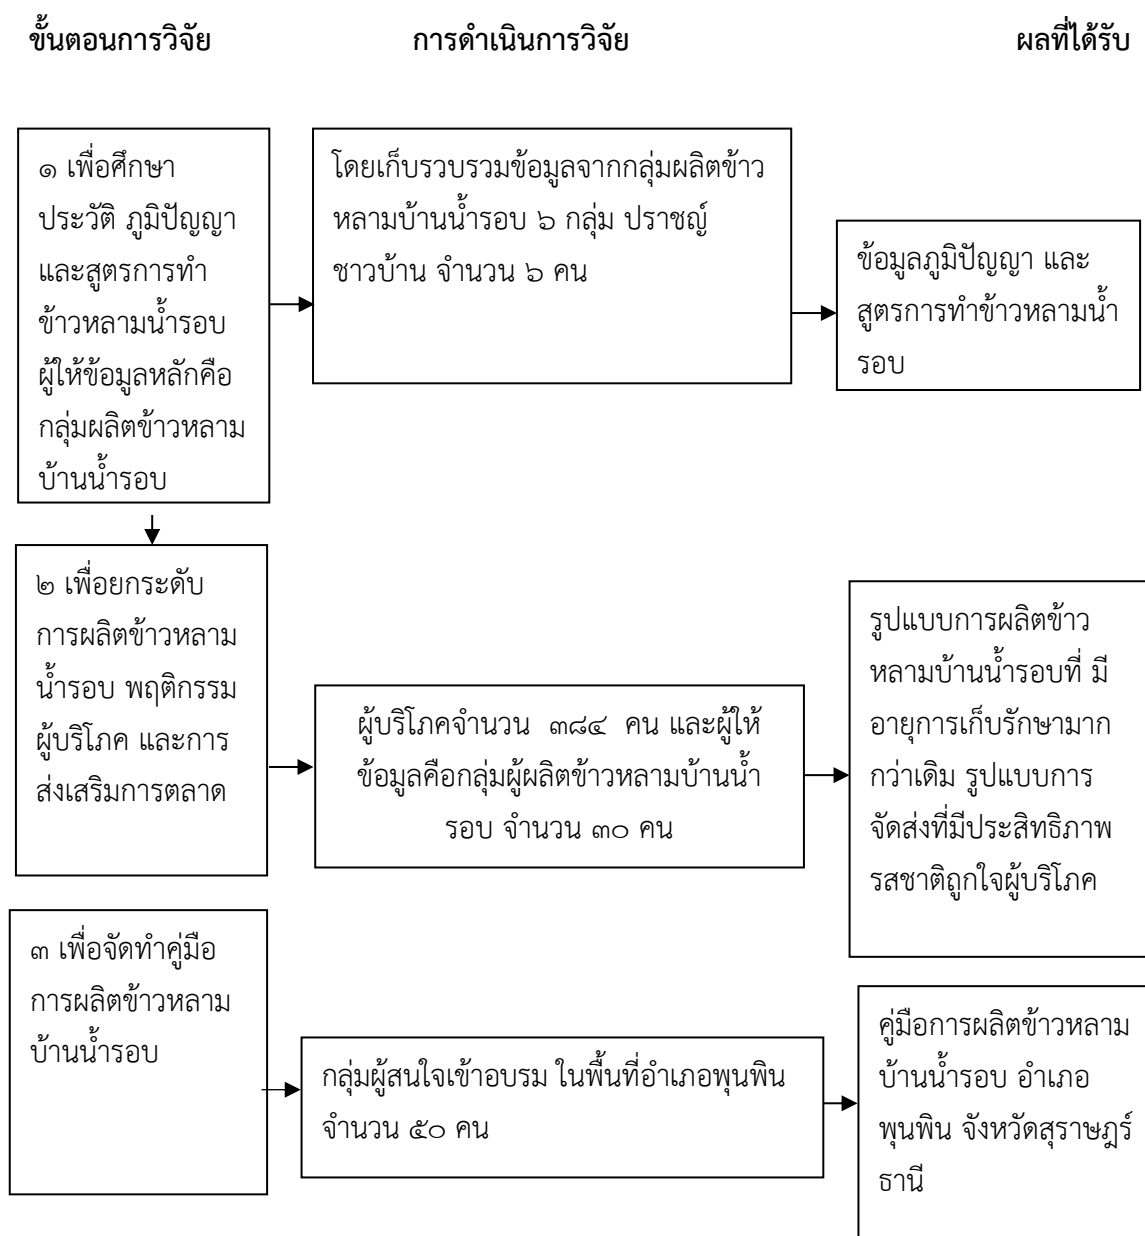 ขั้นตอนการวิจัย การดำเนินการวิจัย ผลที่ได้รับ
๑ เพื่อศึกษา
ประวัติ ภูมิปัญญา
และสูตรการทำ
ข้าวหลามน้ำรอบ
ผู้ให้ข้อมูลหลักคือ
กลุ่มผลิตข้าวหลาม
บ้านน้ำรอบ
โดยเก็บรวบรวมข้อมูลจากกลุ่มผลิตข้าว
หลามบ้านน้ำรอบ ๖ กลุ่ม ปราชญ์
ชาวบ้าน จำนวน ๖ คน
ข้อมูลภูมิปัญญา และ
สูตรการทำข้าวหลามน้ำ
รอบ
๒ เพื่อยกระดับ
การผลิตข้าวหลาม
น้ำรอบ พฤติกรรม
ผู้บริโภค และการ
ส่งเสริมการตลาด
ผู้บริโภคจำนวน ๓๘๔ คน และผู้ให้
ข้อมูลคือกลุ่มผู้ผลิตข้าวหลามบ้านน้ำ
รอบ จำนวน ๓๐ คน
รูปแบบการผลิตข้าว
หลามบ้านน้ำรอบที่ มี
อายุการเก็บรักษามาก
กว่าเดิม รูปแบบการ
จัดส่งที่มีประสิทธิภาพ
รสชาติถูกใจผู้บริโภค
๓ เพื่อจัดทำคู่มือ
การผลิตข้าวหลาม
บ้านน้ำรอบ
กลุ่มผู้สนใจเข้าอบรม ในพื้นที่อำเภอพุนพิน
จำนวน ๕๐ คน
คู่มือการผลิตข้าวหลาม
บ้านน้ำรอบ อำเภอ
พุนพิน จังหวัดสุราษฎร์
ธานี